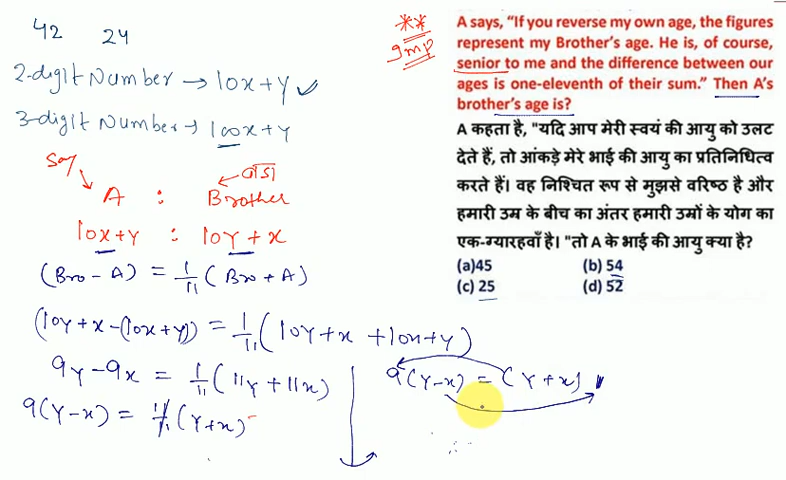 42 24
2-digit Number → 10x+y ✓
3-digit Number → 100x+y
Say
A : Brother ← बड़ा
10x+y : 10y+x
(Bro - A) = 1/11 (Bro + A)
(10y+x-(10x+y)) = 1/11 (10y+x +10x+y)
9y-9x = 1/11 (11y+11x)
9(y-x) = 11/11 (y+x)
9(y-x) = (y+x)
** Imp
A says, “If you reverse my own age, the figures
represent my Brother’s age. He is, of course,
senior to me and the difference between our
ages is one-eleventh of their sum.” Then A’s
brother’s age is?
A कहता है, "यदि आप मेरी स्वयं की आयु को उलट
देते हैं, तो आंकड़े मेरे भाई की आयु का प्रतिनिधित्व
करते हैं। वह निश्चित रूप से मुझसे वरिष्ठ है और
हमारी उम्र के बीच का अंतर हमारी उम्रों के योग का
एक-ग्यारहवाँ है। "तो A के भाई की आयु क्या है?
(a)45 (b) 54
(c) 25 (d) 52